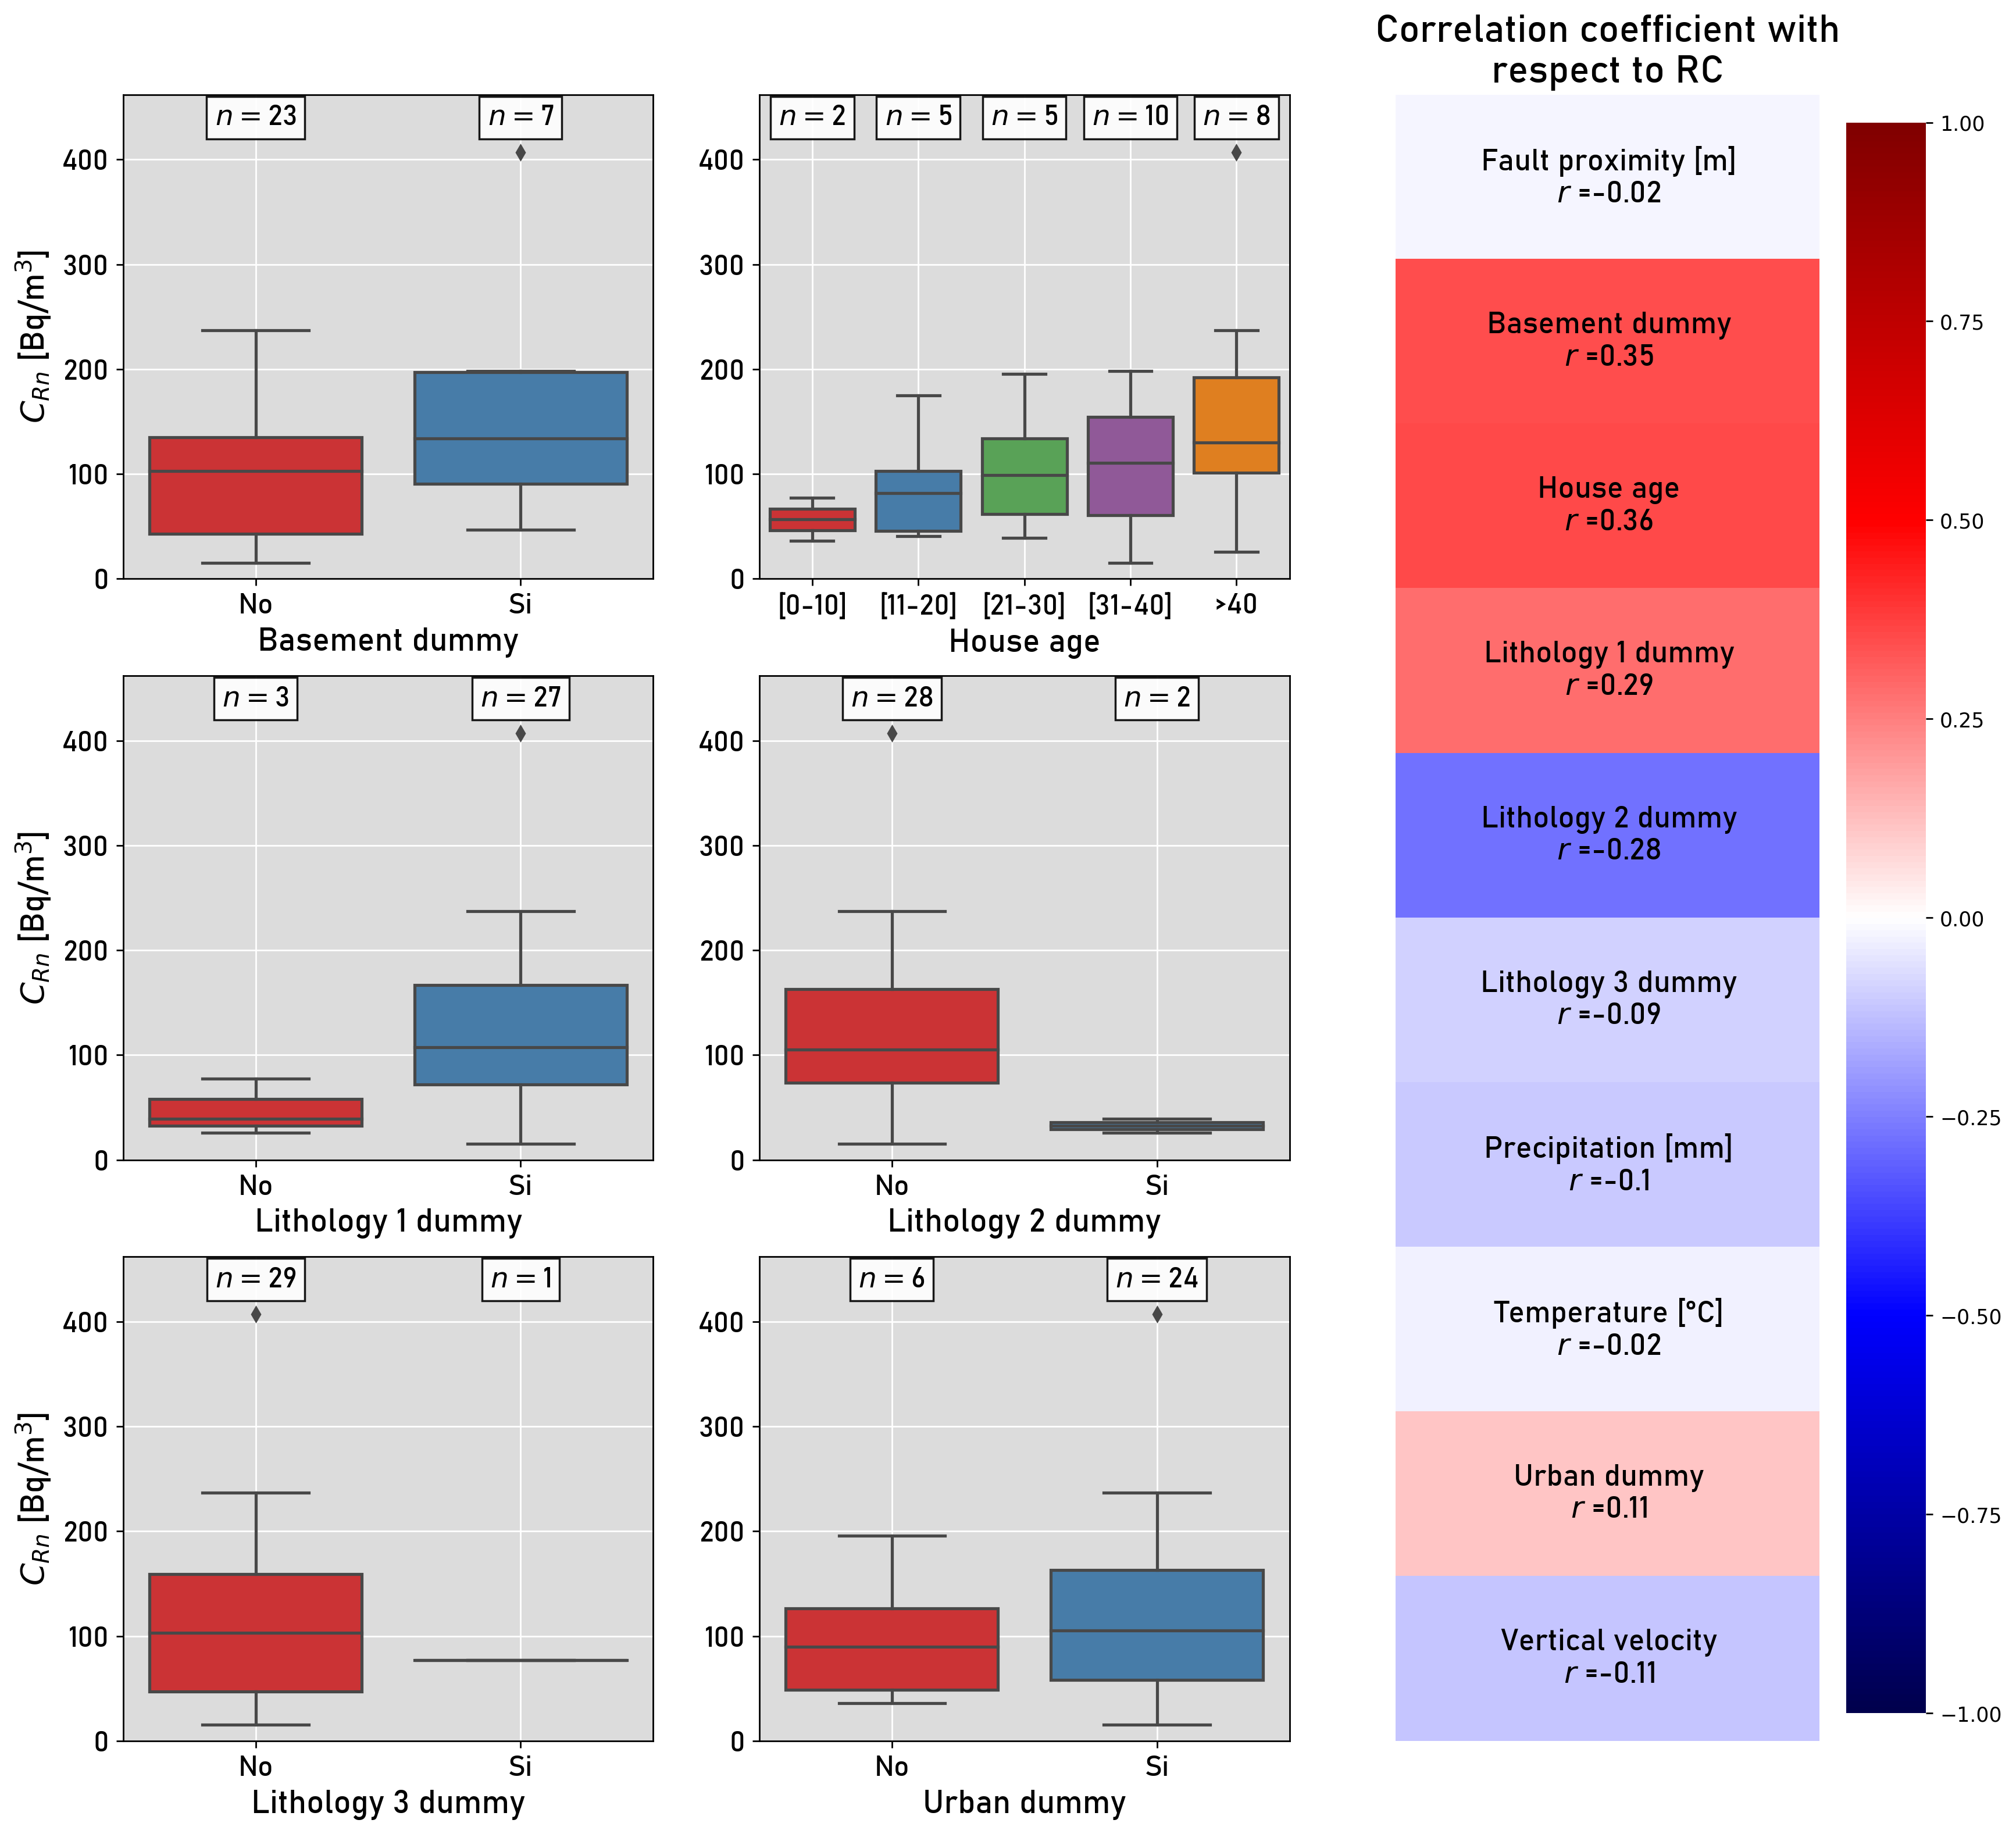 Correlation coefficient with
respect to RC
n = 23
n = 7
400
300
200
100
0
C_Rn [Bq/m³]
No
Si
Basement dummy
n = 2
n = 5
n = 5
n = 10
n = 8
400
300
200
100
0
[0-10]
[11-20]
[21-30]
[31-40]
>40
House age
n = 3
n = 27
400
300
200
100
0
C_Rn [Bq/m³]
No
Si
Lithology 1 dummy
n = 28
n = 2
400
300
200
100
0
No
Si
Lithology 2 dummy
n = 29
n = 1
400
300
200
100
0
C_Rn [Bq/m³]
No
Si
Lithology 3 dummy
n = 6
n = 24
400
300
200
100
0
No
Si
Urban dummy
Fault proximity [m]
r =-0.02
Basement dummy
r =0.35
House age
r =0.36
Lithology 1 dummy
r =0.29
Lithology 2 dummy
r =-0.28
Lithology 3 dummy
r =-0.09
Precipitation [mm]
r =-0.1
Temperature [°C]
r =-0.02
Urban dummy
r =0.11
Vertical velocity
r =-0.11
1.00
0.75
0.50
0.25
0.00
−0.25
−0.50
−0.75
−1.00